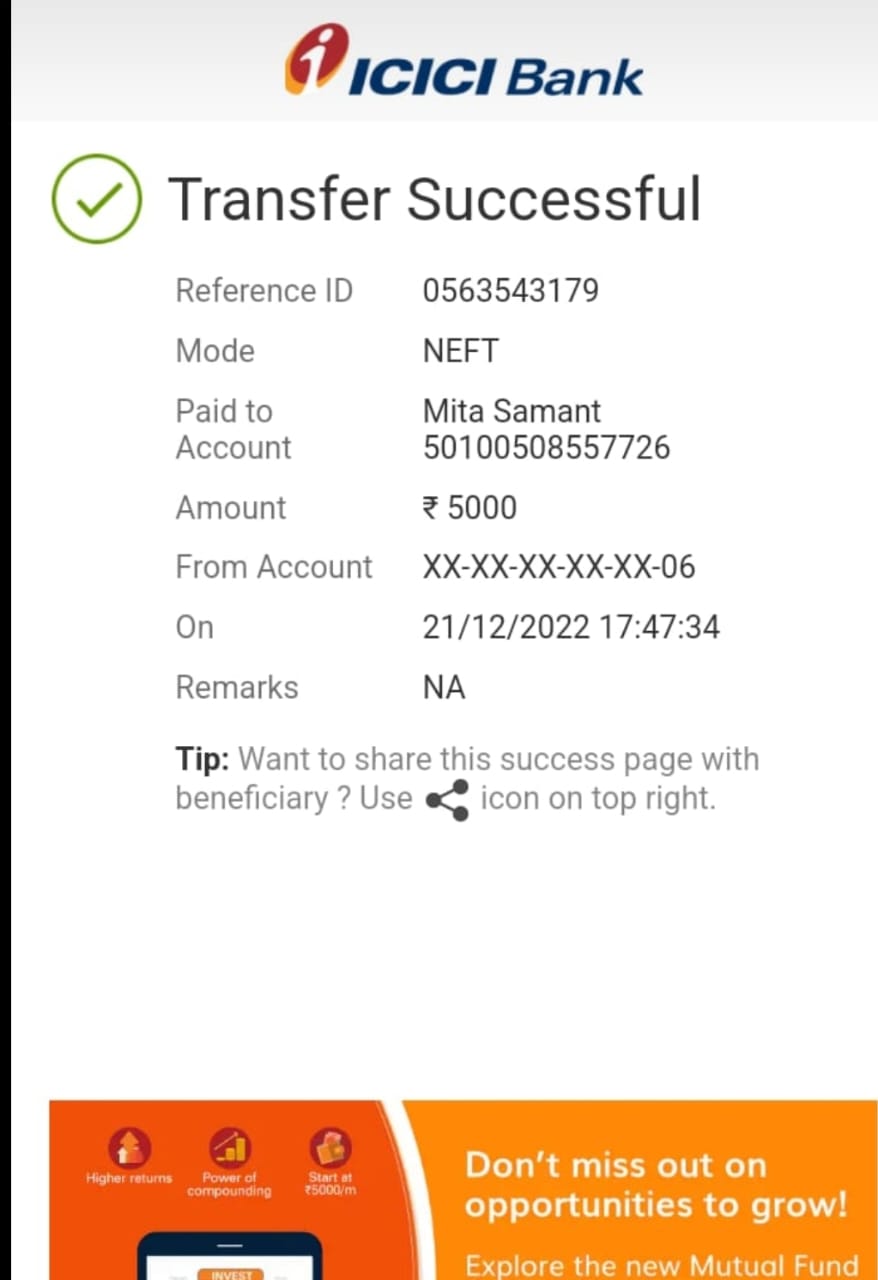 ICICI Bank
Transfer Successful
Reference ID 0563543179
Mode NEFT
Paid to Mita Samant
Account 50100508557726
Amount ₹ 5000
From Account XX-XX-XX-XX-XX-06
On 21/12/2022 17:47:34
Remarks NA
Tip: Want to share this success page with
beneficiary ? Use icon on top right.
Higher returns
Power of
compounding
Start at
₹5000/m
INVEST
Don't miss out on
opportunities to grow!
Explore the new Mutual Fund